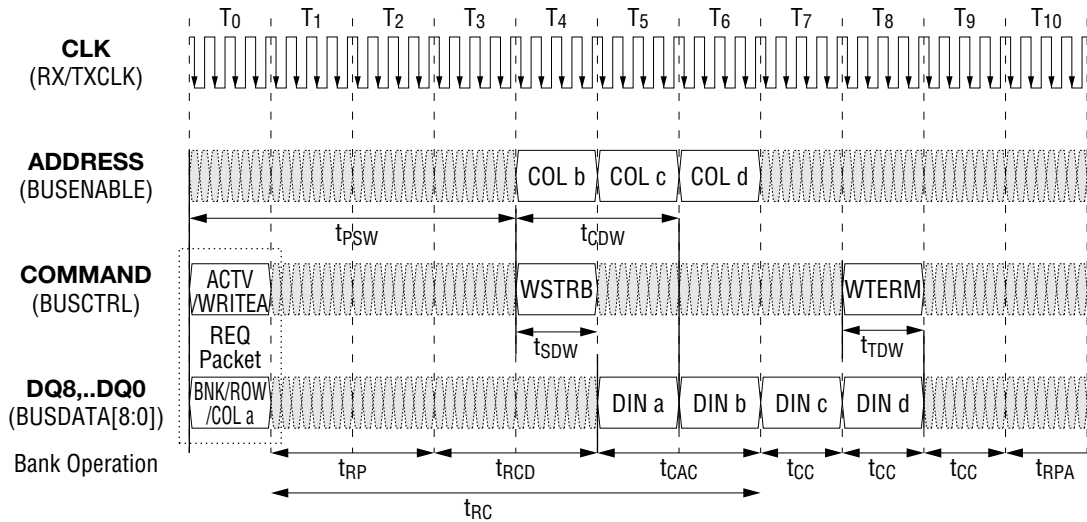 T0 T1 T2 T3 T4 T5 T6 T7 T8 T9 T10
CLK
(RX/TXCLK)
ADDRESS
(BUSENABLE)
COL b COL c COL d
tPSW tCDW
COMMAND
(BUSCTRL)
ACTV
/WRITEA
WSTRB WTERM
REQ
Packet
tSDW tTDW
DQ8,..DQ0
(BUSDATA[8:0])
BNK/ROW
/COL a
DIN a DIN b DIN c DIN d
Bank Operation
tRP tRCD tCAC tCC tCC tCC tRPA
tRC